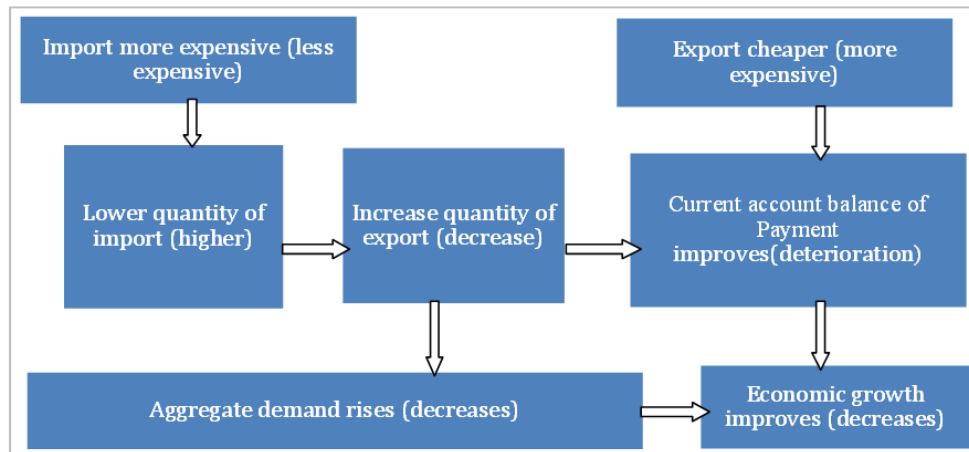 Import more expensive (less
expensive)
Export cheaper (more
expensive)
Lower quantity of
import (higher)
Increase quantity of
export (decrease)
Current account balance of
Payment
improves(deterioration)
Aggregate demand rises (decreases)
Economic growth
improves (decreases)